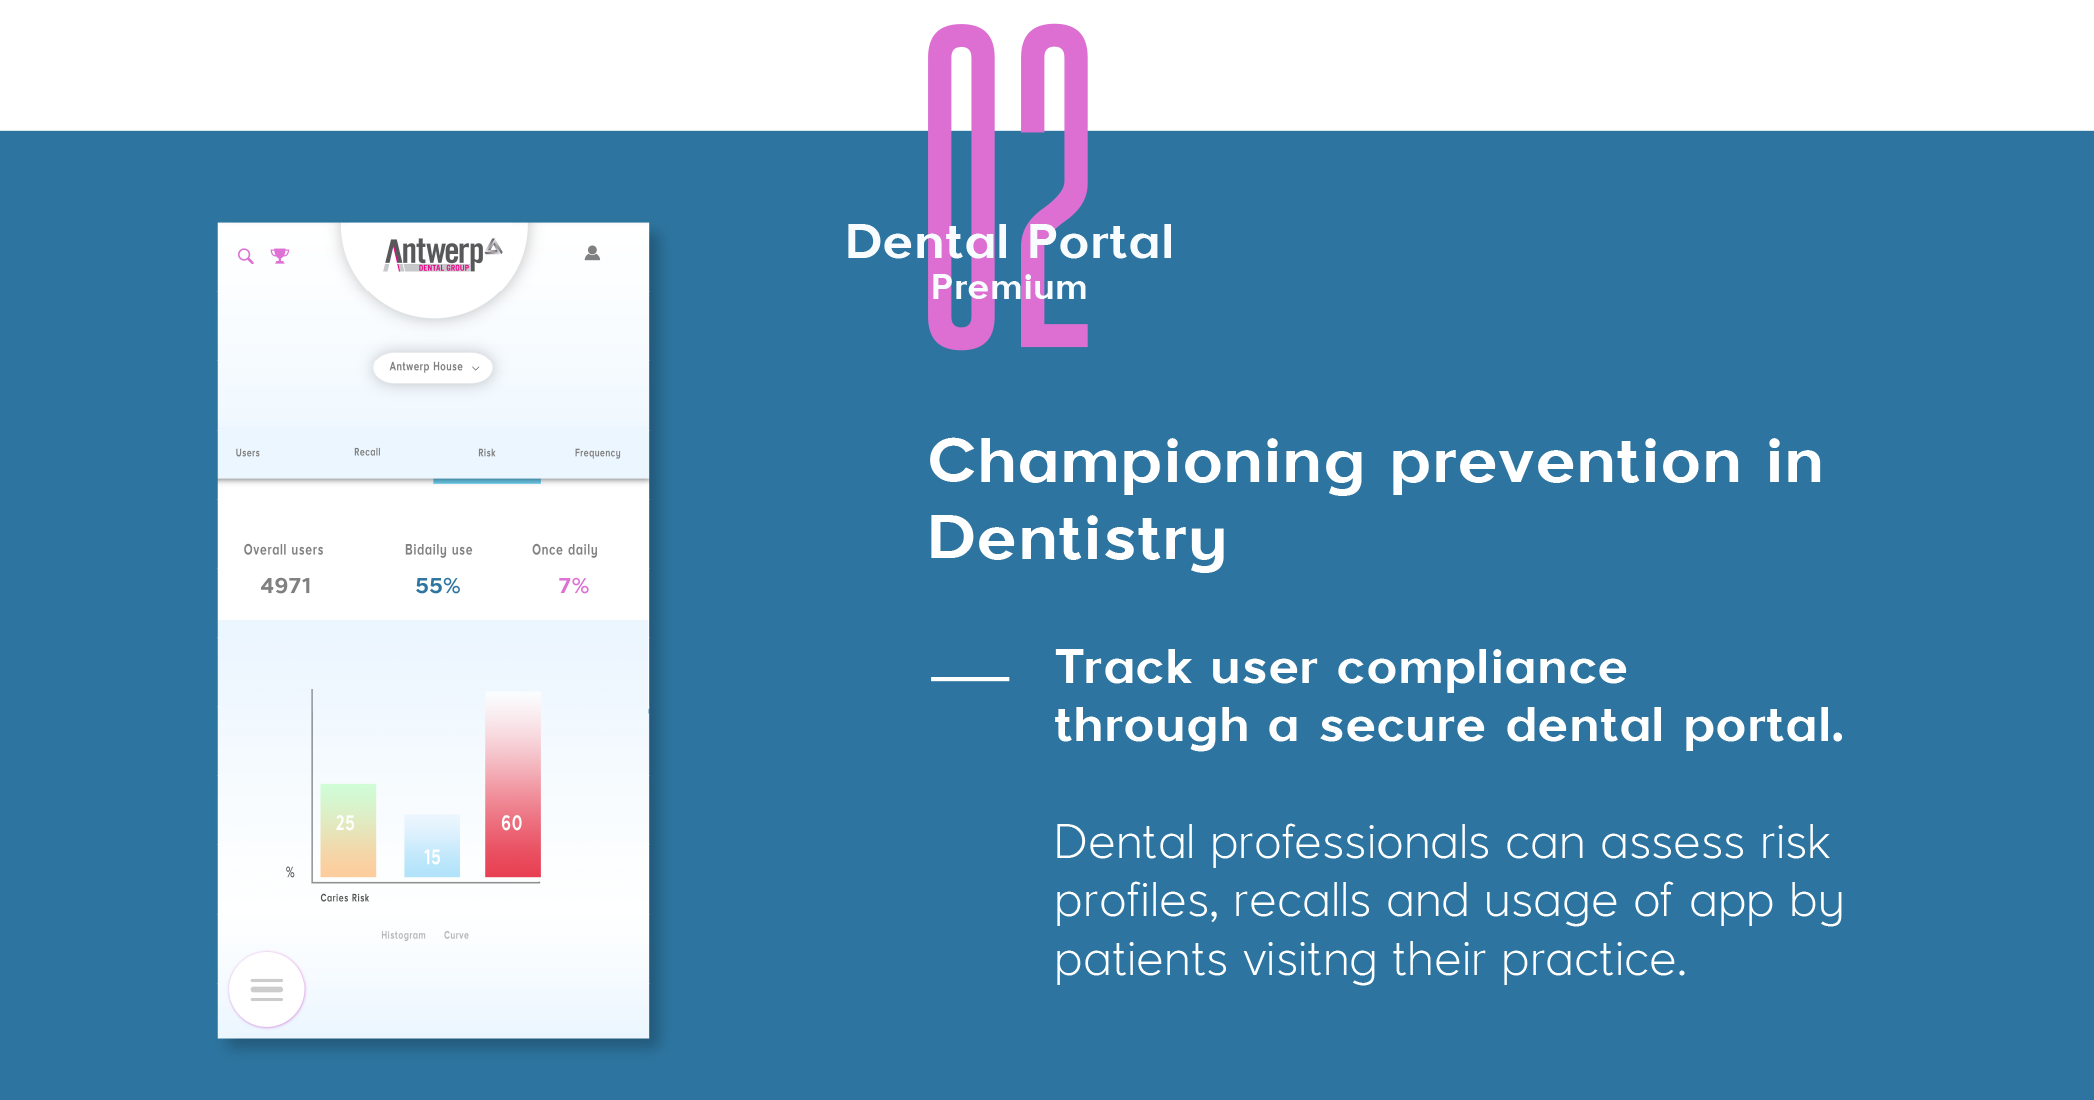 02
Dental Portal
Premium
Antwerp
DENTAL GROUP
Antwerp House
Users Recall Risk Frequency
Overall users Bidaily use Once daily
4971 55% 7%
25 15 60
%
Caries Risk
Histogram Curve
Championing prevention in
Dentistry
Track user compliance
through a secure dental portal.
Dental professionals can assess risk
profiles, recalls and usage of app by
patients visitng their practice.